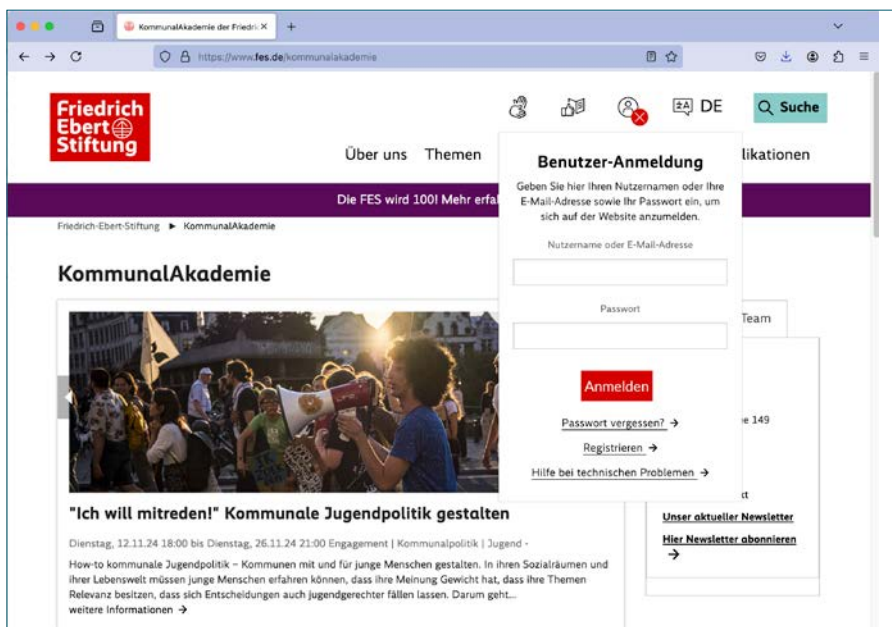 KommunalAkademie der Friedri
https://www.fes.de/kommunalakademie
Friedrich
Ebert
Stiftung
DE
Suche
Über uns Themen
likationen
Die FES wird 100! Mehr erfa
Friedrich-Ebert-Stiftung ► KommunalAkademie
KommunalAkademie
Benutzer-Anmeldung
Geben Sie hier Ihren Nutzernamen oder Ihre
E-Mail-Adresse sowie Ihr Passwort ein, um
sich auf der Website anzumelden.
Nutzername oder E-Mail-Adresse
Passwort
Anmelden
Passwort vergessen? →
Registrieren →
Hilfe bei technischen Problemen →
Team
e 149
kt
Unser aktueller Newsletter
Hier Newsletter abonnieren
→
"Ich will mitreden!" Kommunale Jugendpolitik gestalten
Dienstag, 12.11.24 18:00 bis Dienstag, 26.11.24 21:00 Engagement | Kommunalpolitik | Jugend -
How-to kommunale Jugendpolitik – Kommunen mit und für junge Menschen gestalten. In ihren Sozialräumen und
ihrer Lebenswelt müssen junge Menschen erfahren können, dass ihre Meinung Gewicht hat, dass ihre Themen
Relevanz besitzen, dass sich Entscheidungen auch jugendgerechter fällen lassen. Darum geht...
weitere Informationen →